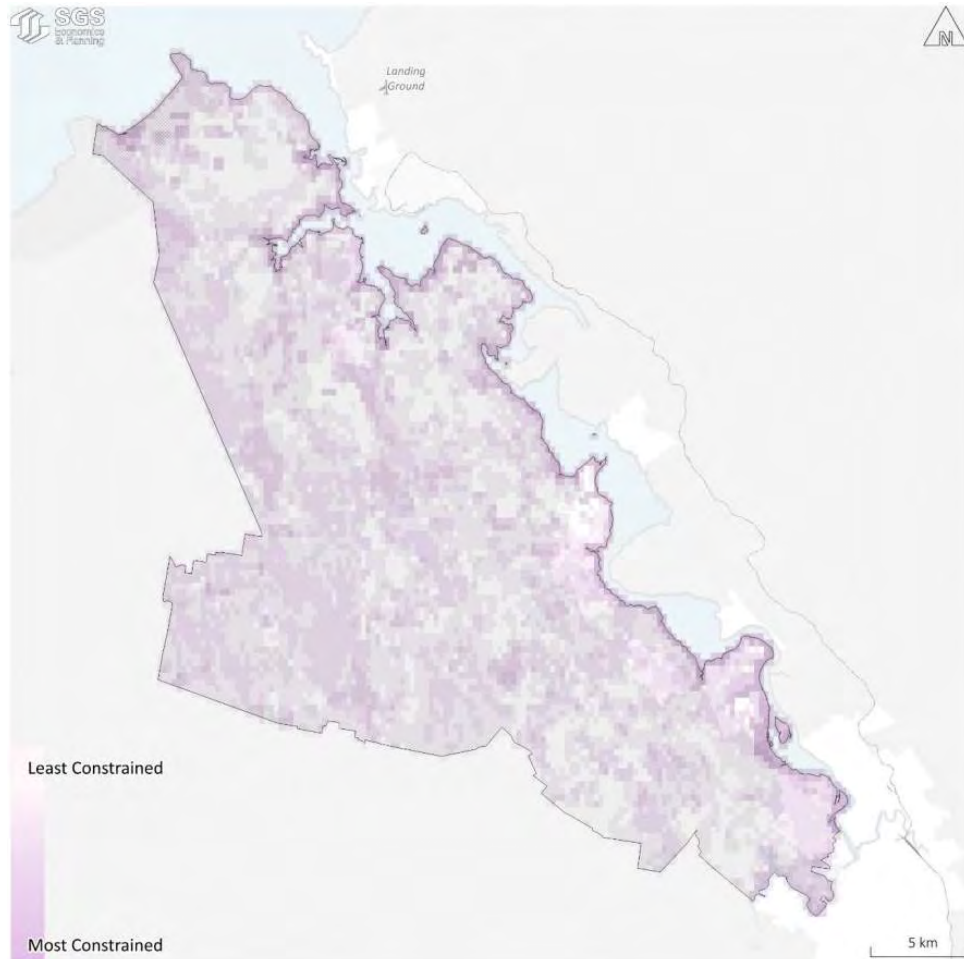 SGS
Economics
& Planning
N
Landing
Ground
Least Constrained
Most Constrained
5 km